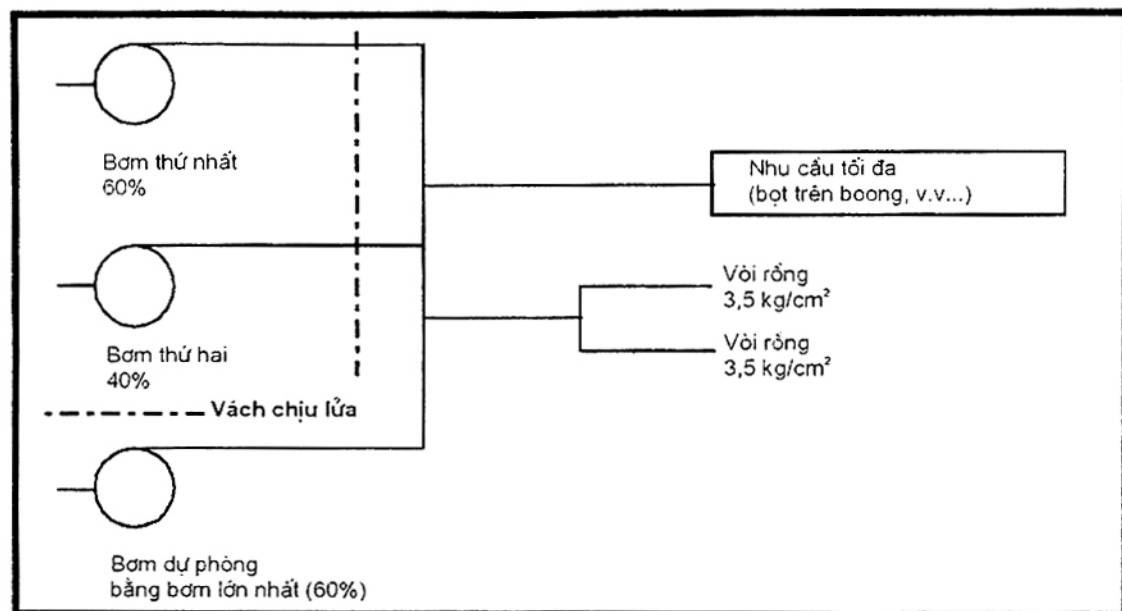 Bơm thứ nhất
60%
Nhu cầu tối đa
(bọt trên boong, v.v...)
Vòi rồng
3,5 kg/cm²
Bơm thứ hai
40%
Vòi rồng
3,5 kg/cm²
Vách chịu lửa
Bơm dự phòng
bằng bơm lớn nhất (60%)